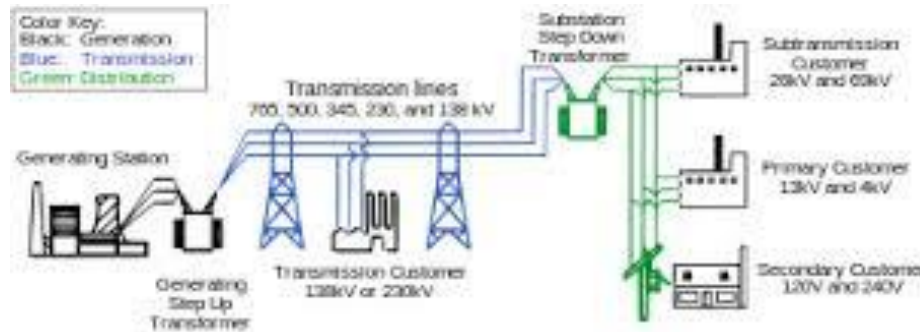 Color Key:
Black: Generation
Blue: Transmission
Green: Distribution
Substation
Step Down
Transformer
Subtransmission
Customer
26kV and 69kV
Transmission lines
765, 500, 345, 230, and 138 kV
Generating Station
Primary Customer
13kV and 4kV
Transmission Customer
138kV or 230kV
Generating
Step Up
Transformer
Secondary Customer
120V and 240V